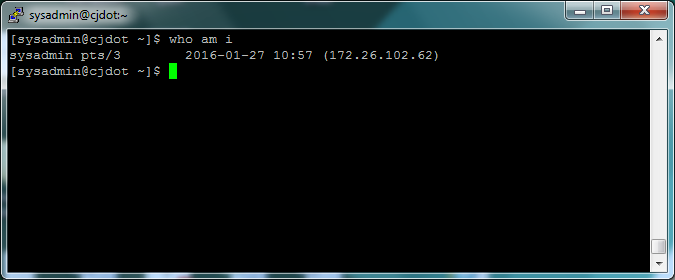 sysadmin@cjdot:~
[sysadmin@cjdot ~]$ who am i
sysadmin pts/3        2016-01-27 10:57 (172.26.102.62)
[sysadmin@cjdot ~]$